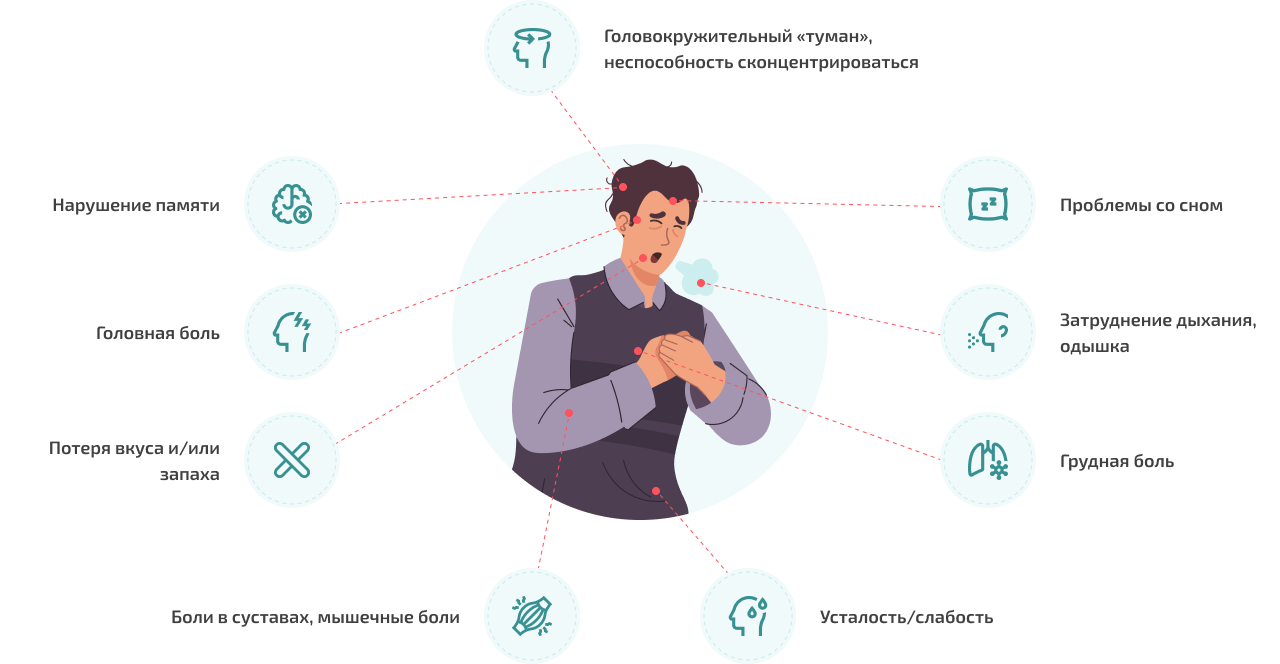 Головокружительный «туман»,
неспособность сконцентрироваться
Нарушение памяти
Проблемы со сном
Головная боль
Затруднение дыхания,
одышка
Потеря вкуса и/или
запаха
Грудная боль
Боли в суставах, мышечные боли
Усталость/слабость